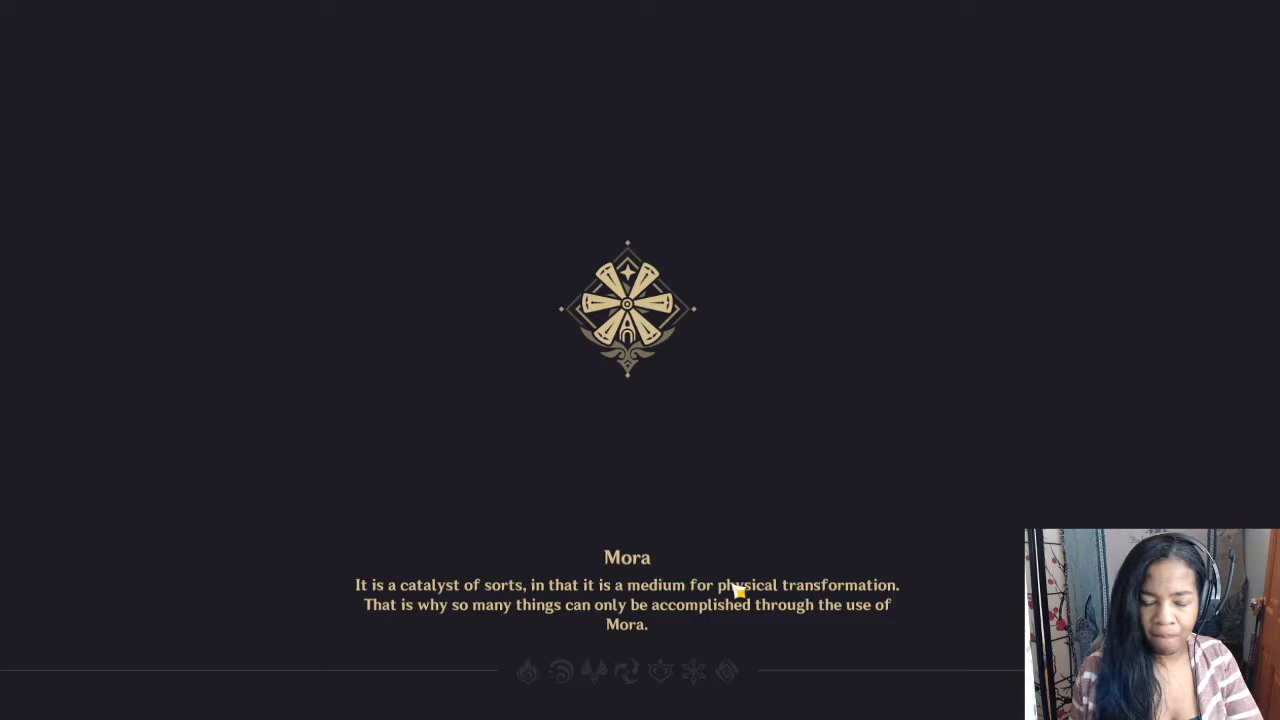 Mora
It is a catalyst of sorts, in that it is a medium for physical transformation.
That is why so many things can only be accomplished through the use of
Mora.